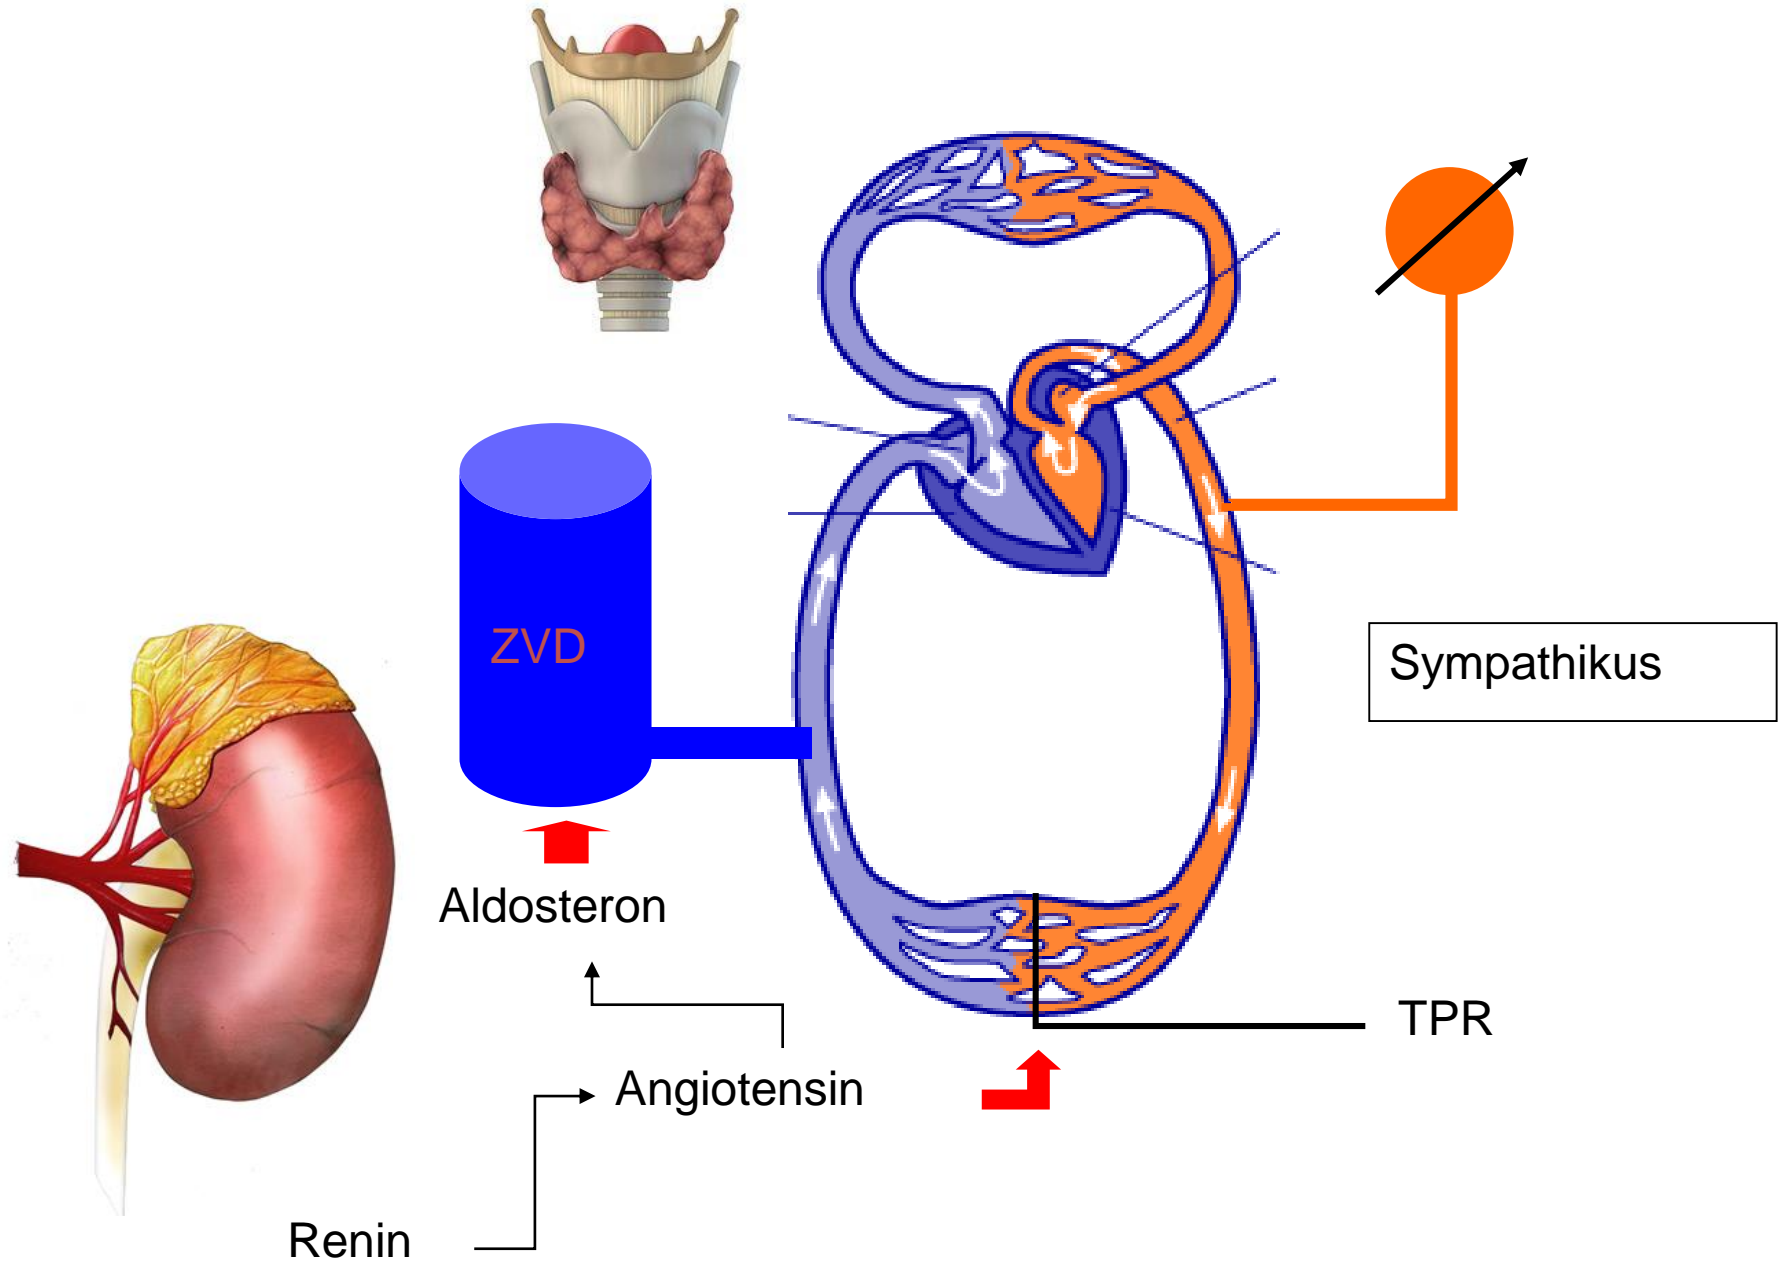 ZVD
Sympathikus
Aldosteron
TPR
Angiotensin
Renin